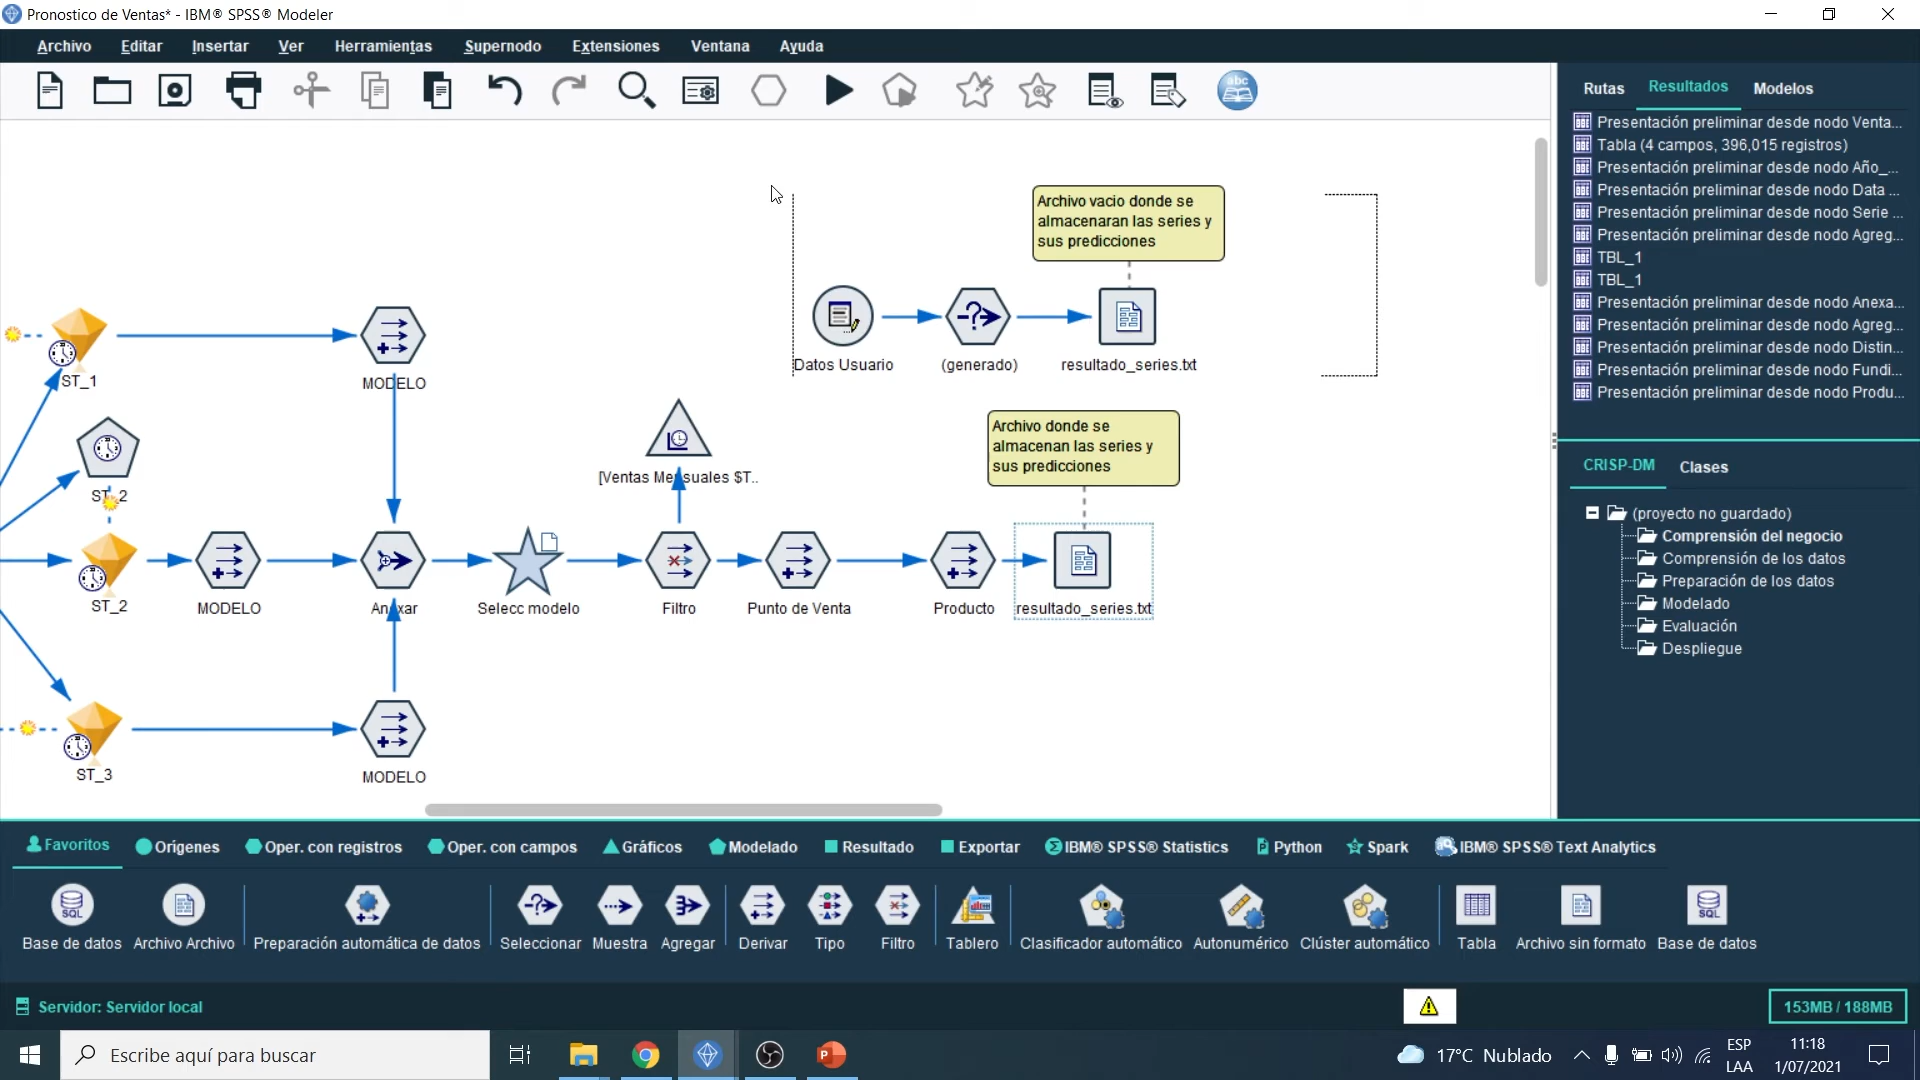 Pronostico de Ventas* - IBM® SPSS® Modeler
Archivo Editar Insertar Ver Herramientas Supernodo Extensiones Ventana Ayuda
abc
Rutas Resultados Modelos
Presentación preliminar desde nodo Venta...
Tabla (4 campos, 396,015 registros)
Presentación preliminar desde nodo Año_...
Presentación preliminar desde nodo Data ...
Presentación preliminar desde nodo Serie ...
Presentación preliminar desde nodo Agreg...
TBL_1
TBL_1
Presentación preliminar desde nodo Anexa...
Presentación preliminar desde nodo Agreg...
Presentación preliminar desde nodo Distin...
Presentación preliminar desde nodo Fundi...
Presentación preliminar desde nodo Produ...
Archivo vacio donde se
almacenaran las series y
sus predicciones
Datos Usuario
(generado)
resultado_series.txt
ST_1
MODELO
ST_2
[Ventas Mensuales $T..
Archivo donde se
almacenan las series y
sus predicciones
ST_2
MODELO
Anexar
Selecc modelo
Filtro
Punto de Venta
Producto
resultado_series.txt
ST_3
MODELO
CRISP-DM Clases
(proyecto no guardado)
Comprensión del negocio
Comprensión de los datos
Preparación de los datos
Modelado
Evaluación
Despliegue
Favoritos Orígenes Oper. con registros Oper. con campos Gráficos Modelado Resultado Exportar IBM® SPSS® Statistics Python Spark IBM® SPSS® Text Analytics
Base de datos Archivo Archivo Preparación automática de datos Seleccionar Muestra Agregar Derivar Tipo Filtro Tablero Clasificador automático Autonumérico Clúster automático Tabla Archivo sin formato Base de datos
Servidor: Servidor local
153MB / 188MB
Escribe aquí para buscar
17°C Nublado
ESP
LAA
11:18
1/07/2021